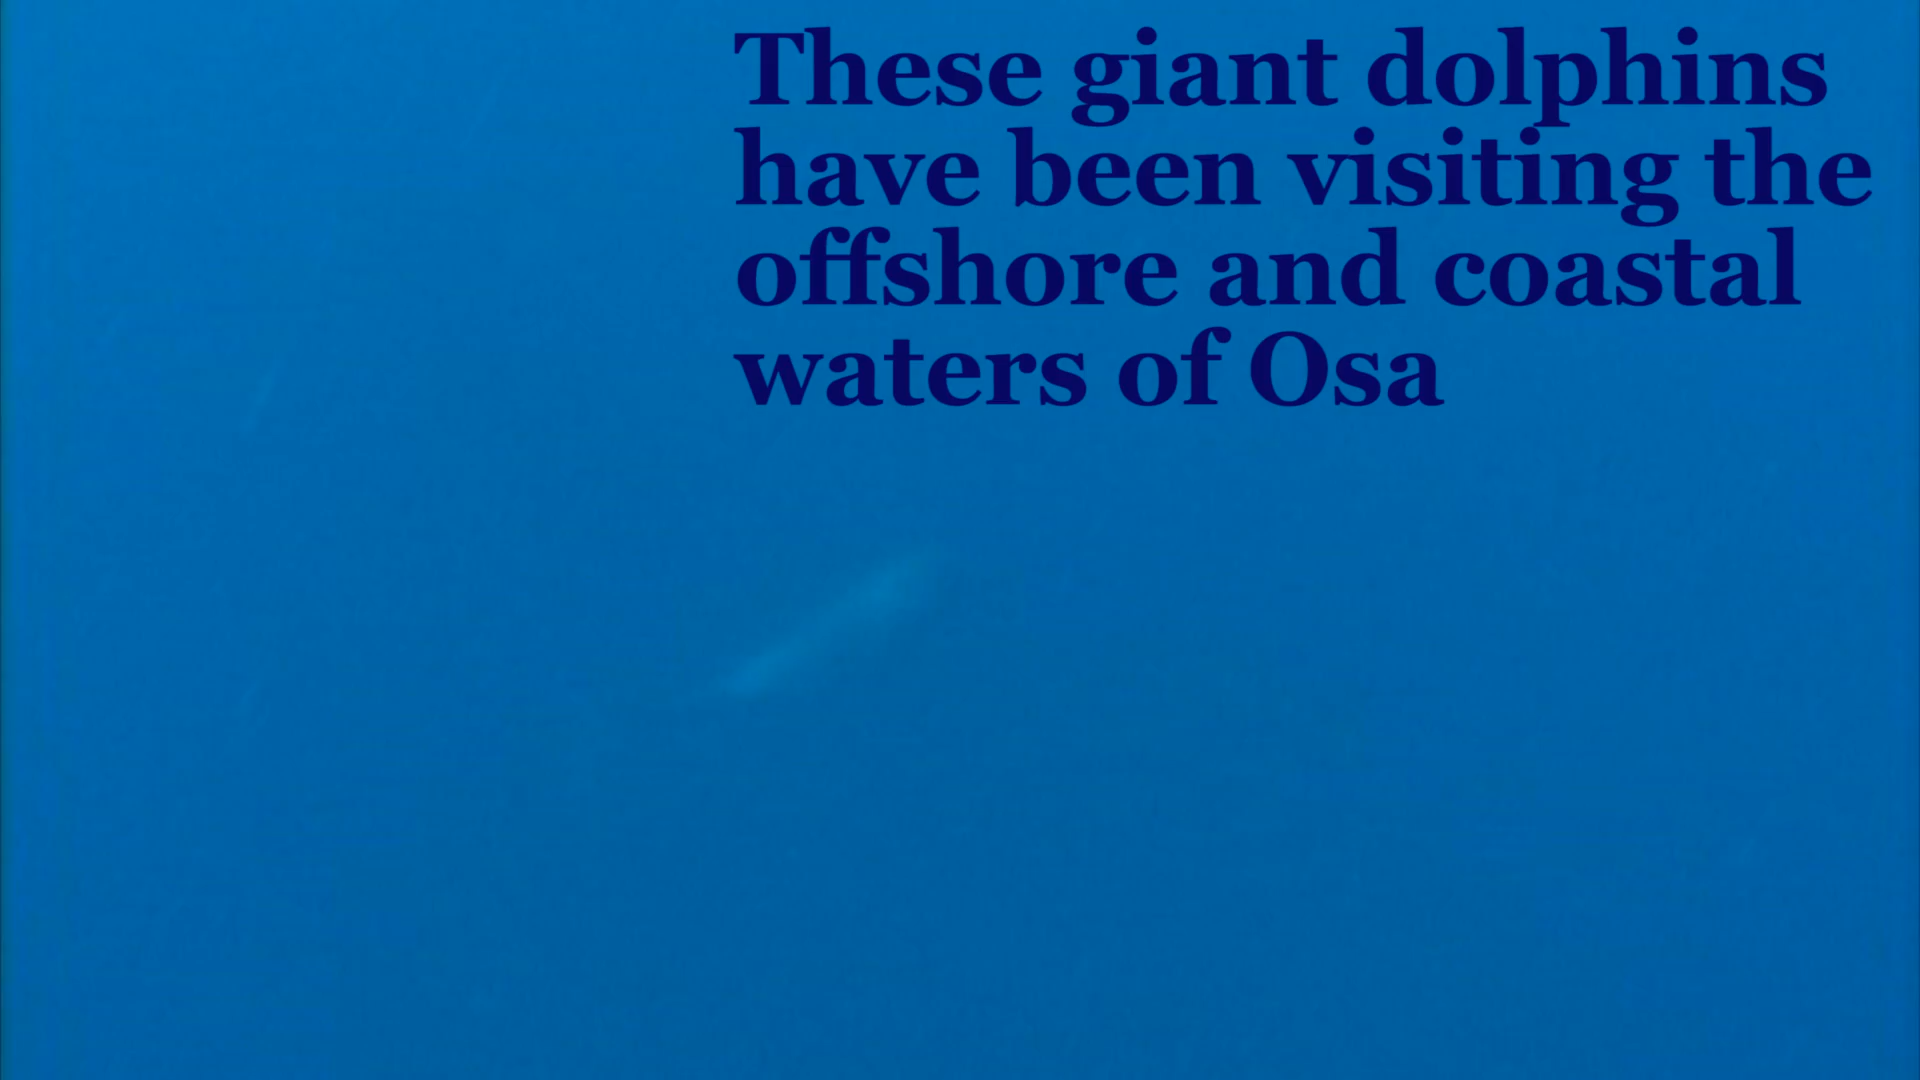 These giant dolphins
have been visiting the
offshore and coastal
waters of Osa